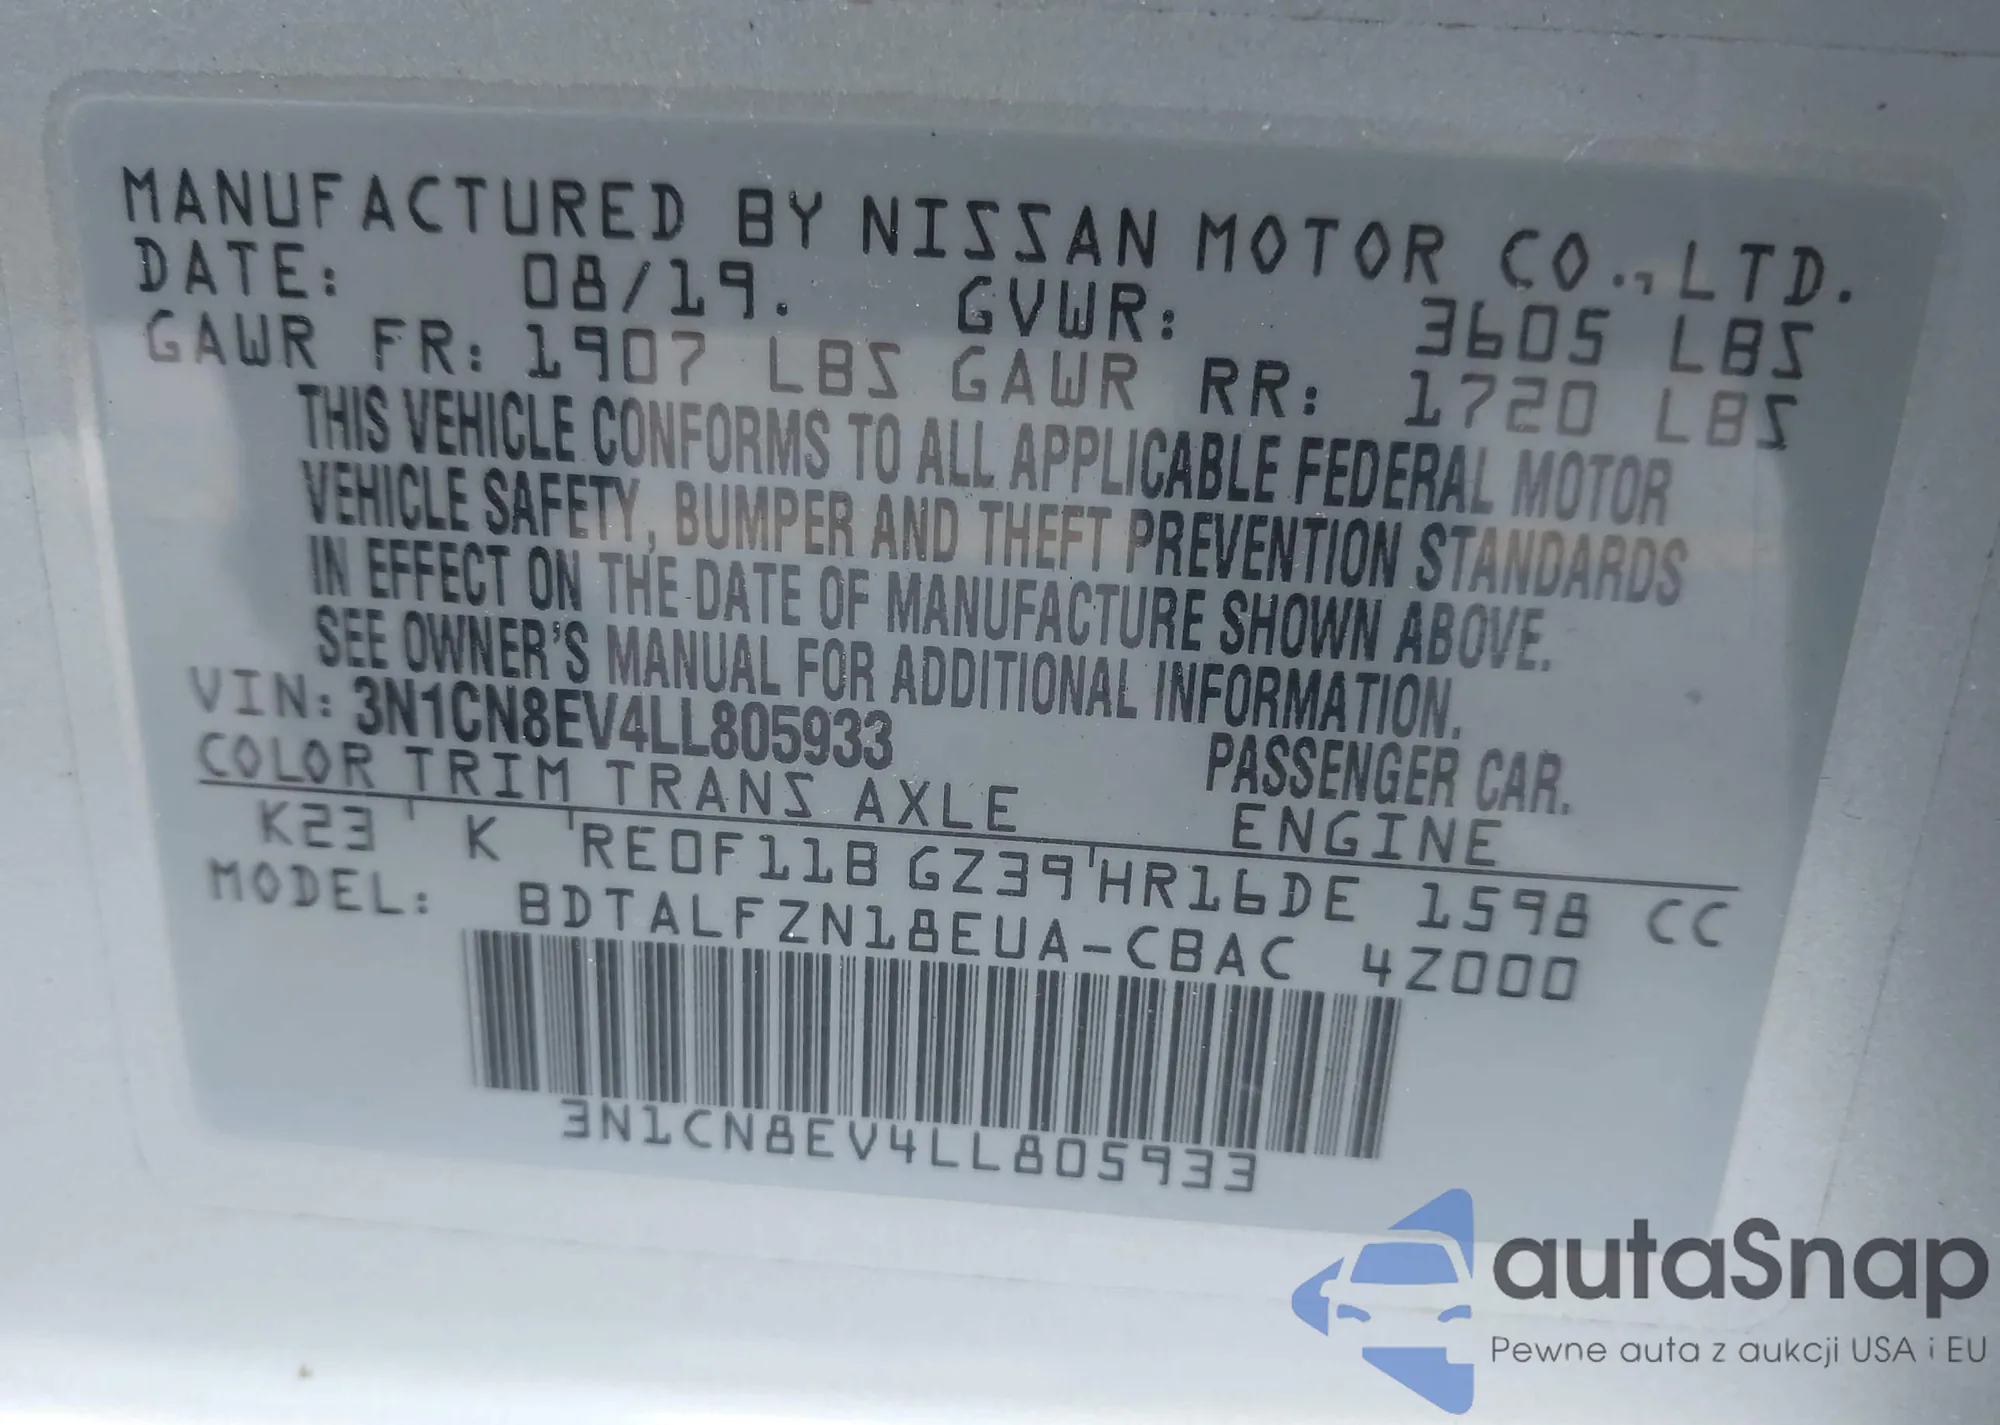 MANUFACTURED BY NISSAN MOTOR CO.,LTD.
DATE: 08/19. GVWR: 3605 LBS
GAWR FR: 1907 LBS GAWR RR: 1720 LBS
THIS VEHICLE CONFORMS TO ALL APPLICABLE FEDERAL MOTOR
VEHICLE SAFETY, BUMPER AND THEFT PREVENTION STANDARDS
IN EFFECT ON THE DATE OF MANUFACTURE SHOWN ABOVE.
SEE OWNER'S MANUAL FOR ADDITIONAL INFORMATION.
VIN: 3N1CN8EV4LL805933 PASSENGER CAR.
COLOR TRIM TRANS AXLE ENGINE
K23 ' K 'RE0F11B GZ39'HR16DE 1598 CC
MODEL: BDTALFZN18EUA-CBAC 4Z000
3N1CN8EV4LL805933
autaSnap
Pewne auta z aukcji USA i EU